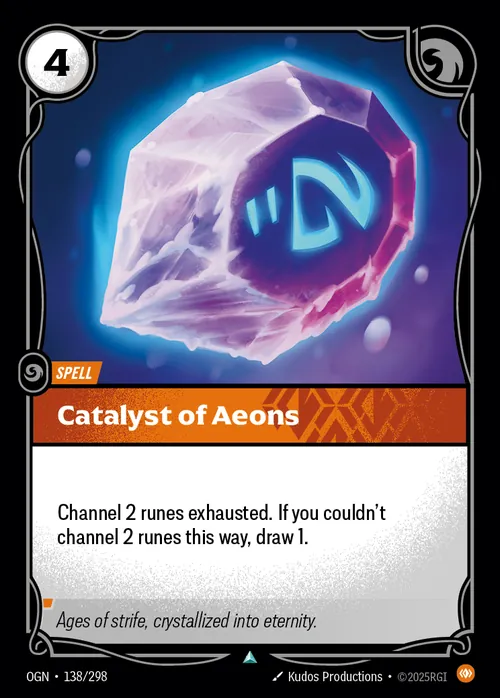 4
SPELL
Catalyst of Aeons
Channel 2 runes exhausted. If you couldn't
channel 2 runes this way, draw 1.
Ages of strife, crystallized into eternity.
OGN • 138/298
Kudos Productions • ©2025RGI